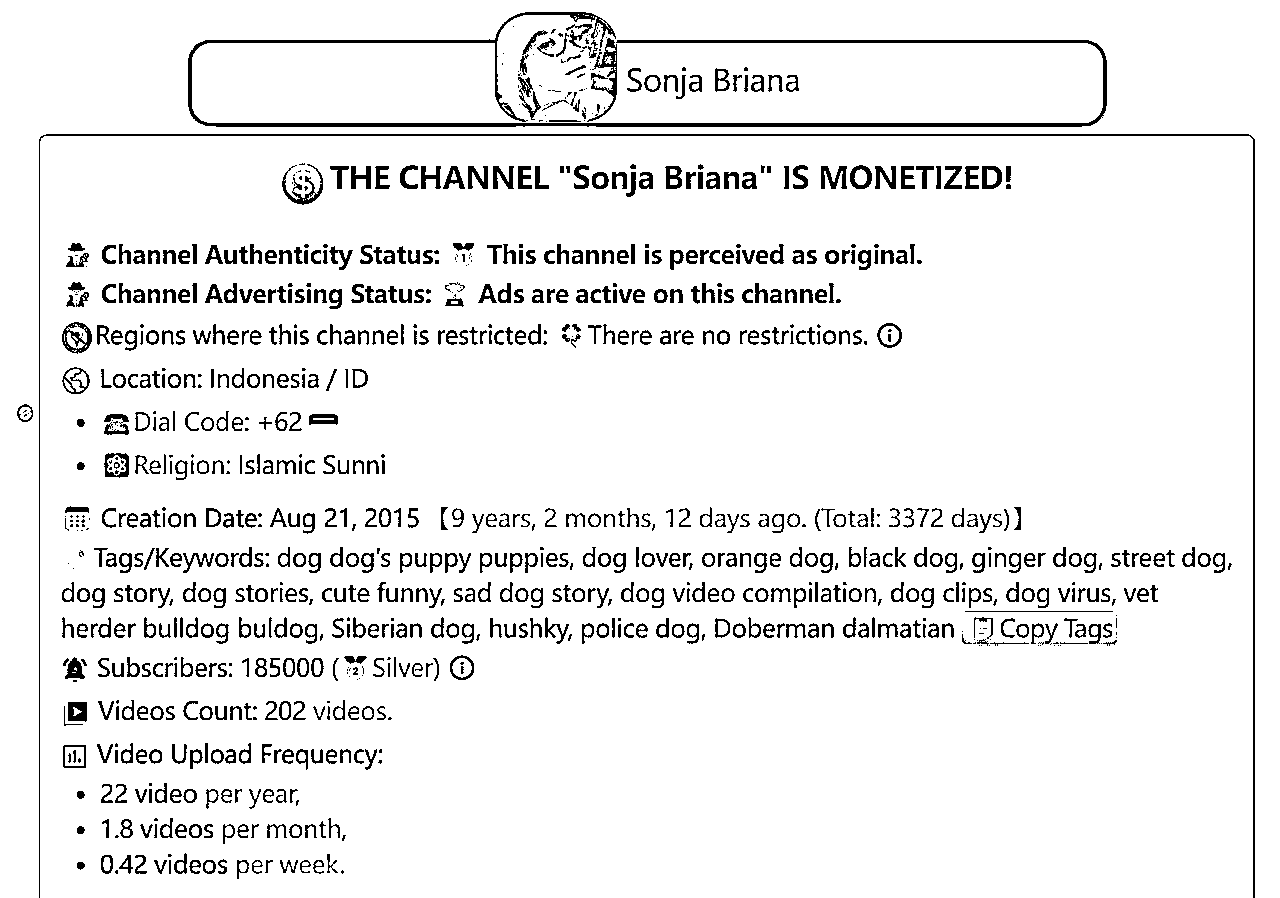 Sonja Briana
THE CHANNEL "Sonja Briana" IS MONETIZED!
Channel Authenticity Status: This channel is perceived as original.
Channel Advertising Status: Ads are active on this channel.
Regions where this channel is restricted: There are no restrictions.
Location: Indonesia / ID
• Dial Code: +62
• Religion: Islamic Sunni
Creation Date: Aug 21, 2015 【9 years, 2 months, 12 days ago. (Total: 3372 days)】
Tags/Keywords: dog dog's puppy puppies, dog lover, orange dog, black dog, ginger dog, street dog,
dog story, dog stories, cute funny, sad dog story, dog video compilation, dog clips, dog virus, vet
herder bulldog buldog, Siberian dog, hushky, police dog, Doberman dalmatian Copy Tags
Subscribers: 185000 (Silver)
Videos Count: 202 videos.
Video Upload Frequency:
• 22 video per year,
• 1.8 videos per month,
• 0.42 videos per week.